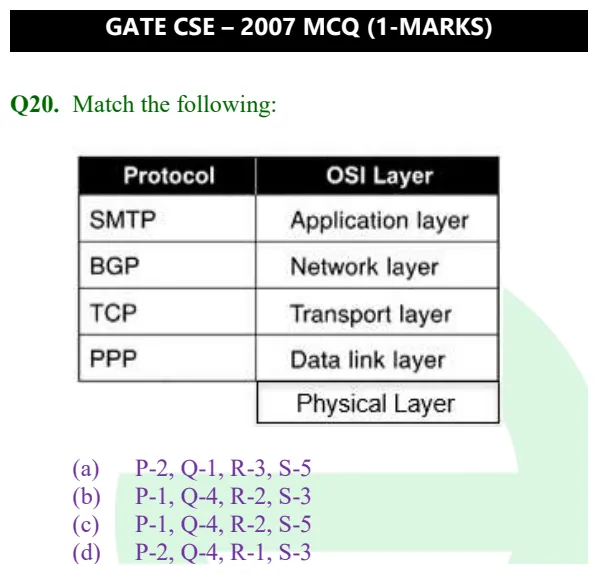 GATE CSE – 2007 MCQ (1-MARKS)
Q20. Match the following:
Protocol OSI Layer
SMTP Application layer
BGP Network layer
TCP Transport layer
PPP Data link layer
Physical Layer
(a) P-2, Q-1, R-3, S-5
(b) P-1, Q-4, R-2, S-3
(c) P-1, Q-4, R-2, S-5
(d) P-2, Q-4, R-1, S-3